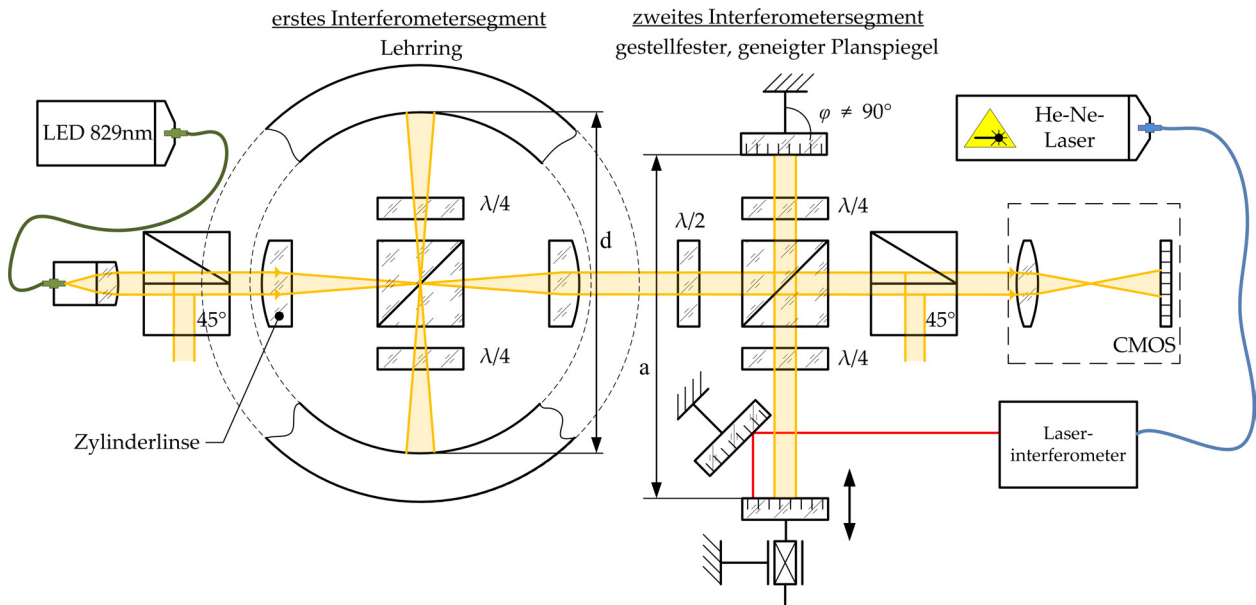 erstes Interferometersegment
Lehrring
zweites Interferometersegment
gestellfester, geneigter Planspiegel
LED 829nm
φ ≠ 90°
He-Ne-
Laser
λ/4
d
λ/2
λ/4
45°
45°
λ/4
a
λ/4
CMOS
Zylinderlinse
Laser-
interferometer